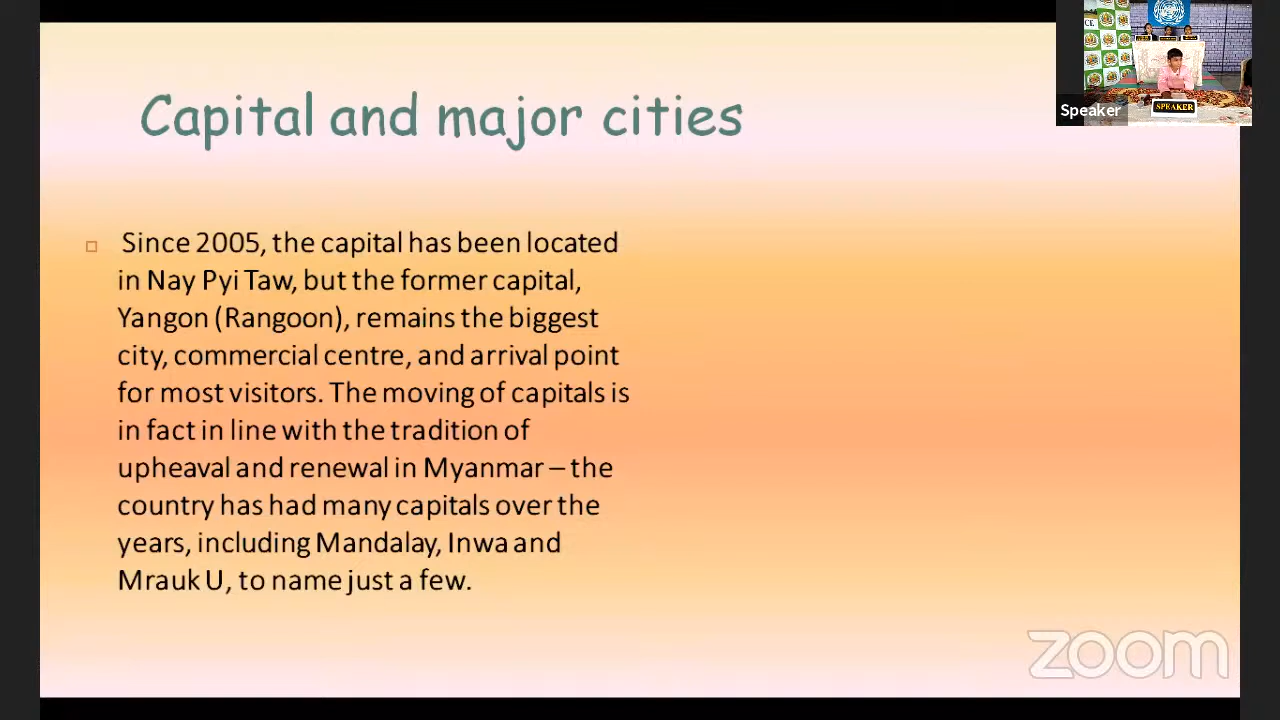 Capital and major cities
Since 2005, the capital has been located
in Nay Pyi Taw, but the former capital,
Yangon (Rangoon), remains the biggest
city, commercial centre, and arrival point
for most visitors. The moving of capitals is
in fact in line with the tradition of
upheaval and renewal in Myanmar – the
country has had many capitals over the
years, including Mandalay, Inwa and
Mrauk U, to name just a few.
Speaker
SPEAKER
zoom